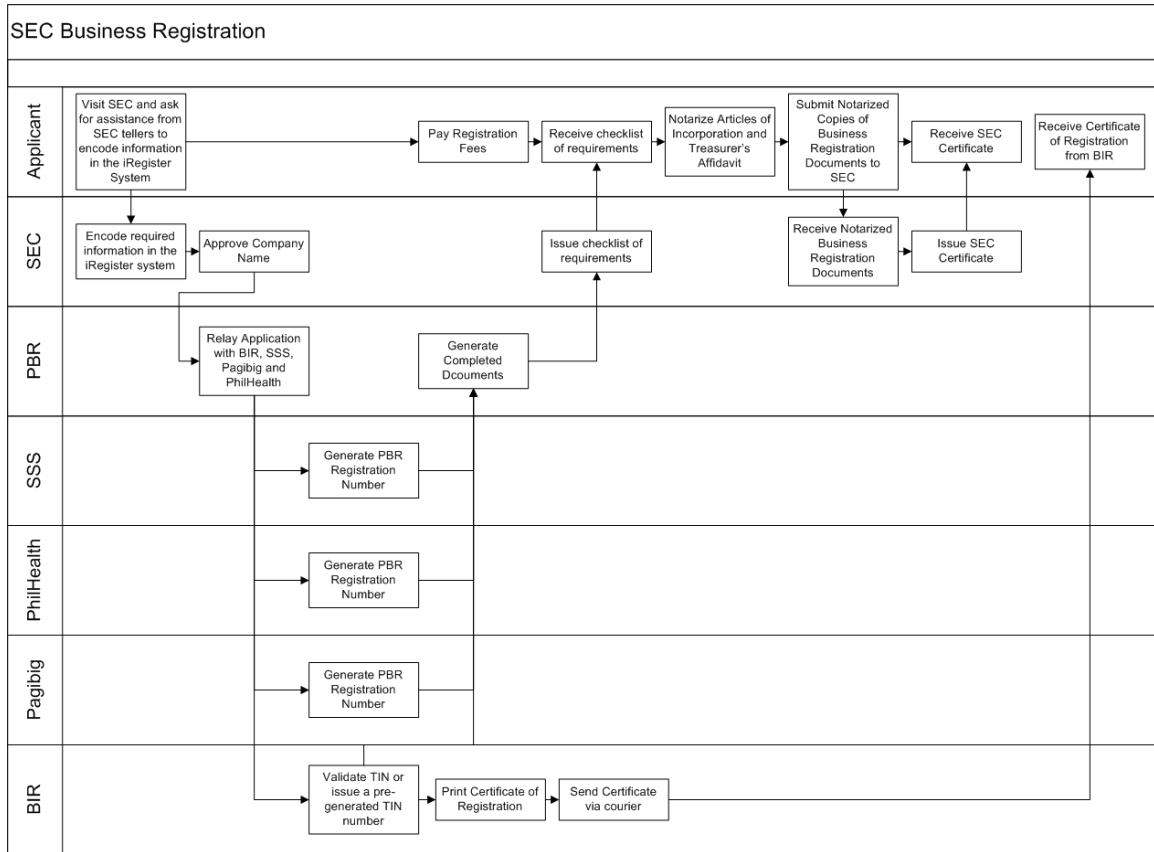 SEC Business Registration
Applicant
Visit SEC and ask
for assistance from
SEC tellers to
encode information
in the iRegister
System
Pay Registration
Fees
Receive checklist
of requirements
Notarize Articles of
Incorporation and
Treasurer's
Affidavit
Submit Notarized
Copies of
Business
Registration
Documents to
SEC
Receive SEC
Certificate
Receive Certificate
of Registration
from BIR
SEC
Encode required
information in the
iRegister system
Approve Company
Name
Issue checklist of
requirements
Receive Notarized
Business
Registration
Documents
Issue SEC
Certificate
PBR
Relay Application
with BIR, SSS,
Pagibig and
PhilHealth
Generate
Completed
Dcouments
SSS
Generate PBR
Registration
Number
PhilHealth
Generate PBR
Registration
Number
Pagibig
Generate PBR
Registration
Number
BIR
Validate TIN or
issue a pre-
generated TIN
number
Print Certificate of
Registration
Send Certificate
via courier